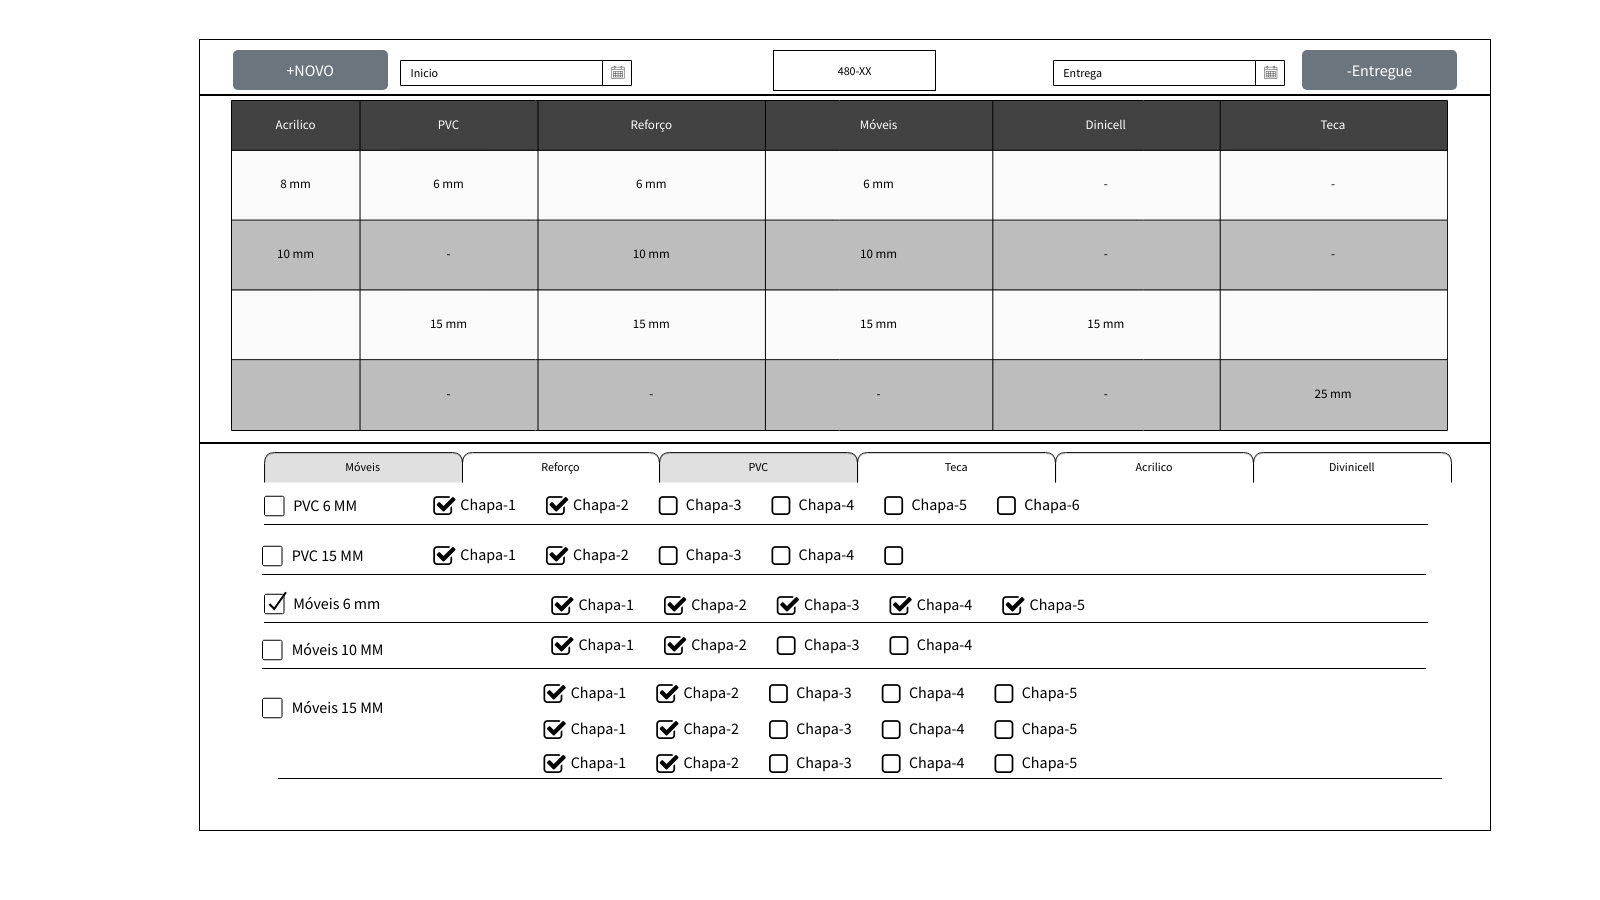 +NOVO Inicio 480-XX Entrega -Entregue
Acrilico PVC Reforço Móveis Dinicell Teca
8 mm 6 mm 6 mm 6 mm - -
10 mm - 10 mm 10 mm - -
15 mm 15 mm 15 mm 15 mm
- - - - 25 mm
Móveis Reforço PVC Teca Acrilico Divinicell
PVC 6 MM Chapa-1 Chapa-2 Chapa-3 Chapa-4 Chapa-5 Chapa-6
PVC 15 MM Chapa-1 Chapa-2 Chapa-3 Chapa-4
Móveis 6 mm Chapa-1 Chapa-2 Chapa-3 Chapa-4 Chapa-5
Móveis 10 MM Chapa-1 Chapa-2 Chapa-3 Chapa-4
Móveis 15 MM Chapa-1 Chapa-2 Chapa-3 Chapa-4 Chapa-5
Chapa-1 Chapa-2 Chapa-3 Chapa-4 Chapa-5
Chapa-1 Chapa-2 Chapa-3 Chapa-4 Chapa-5